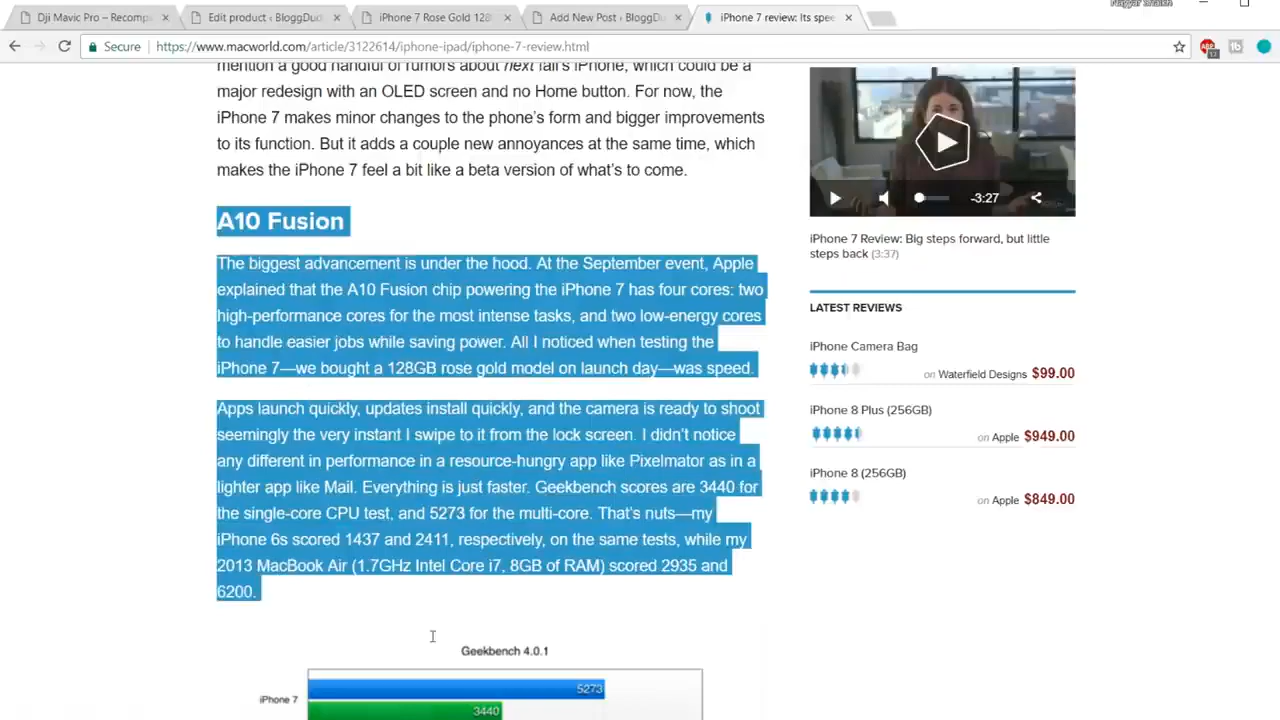 Dji Mavic Pro – Recomp
Edit product ‹ BloggDud
iPhone 7 Rose Gold 128
Add New Post ‹ BloggDu
iPhone 7 review: Its spee
Secure
https://www.macworld.com/article/3122614/iphone-ipad/iphone-7-review.html
mention a good handful of rumors about next fall's iPhone, which could be a
major redesign with an OLED screen and no Home button. For now, the
iPhone 7 makes minor changes to the phone's form and bigger improvements
to its function. But it adds a couple new annoyances at the same time, which
makes the iPhone 7 feel a bit like a beta version of what's to come.
A10 Fusion
The biggest advancement is under the hood. At the September event, Apple
explained that the A10 Fusion chip powering the iPhone 7 has four cores: two
high-performance cores for the most intense tasks, and two low-energy cores
to handle easier jobs while saving power. All I noticed when testing the
iPhone 7—we bought a 128GB rose gold model on launch day—was speed.
Apps launch quickly, updates install quickly, and the camera is ready to shoot
seemingly the very instant I swipe to it from the lock screen. I didn't notice
any different in performance in a resource-hungry app like Pixelmator as in a
lighter app like Mail. Everything is just faster. Geekbench scores are 3440 for
the single-core CPU test, and 5273 for the multi-core. That's nuts—my
iPhone 6s scored 1437 and 2411, respectively, on the same tests, while my
2013 MacBook Air (1.7GHz Intel Core i7, 8GB of RAM) scored 2935 and
6200.
Geekbench 4.0.1
iPhone 7
5273
3440
-3:27
iPhone 7 Review: Big steps forward, but little
steps back (3:37)
LATEST REVIEWS
iPhone Camera Bag
on Waterfield Designs $99.00
iPhone 8 Plus (256GB)
on Apple $949.00
iPhone 8 (256GB)
on Apple $849.00